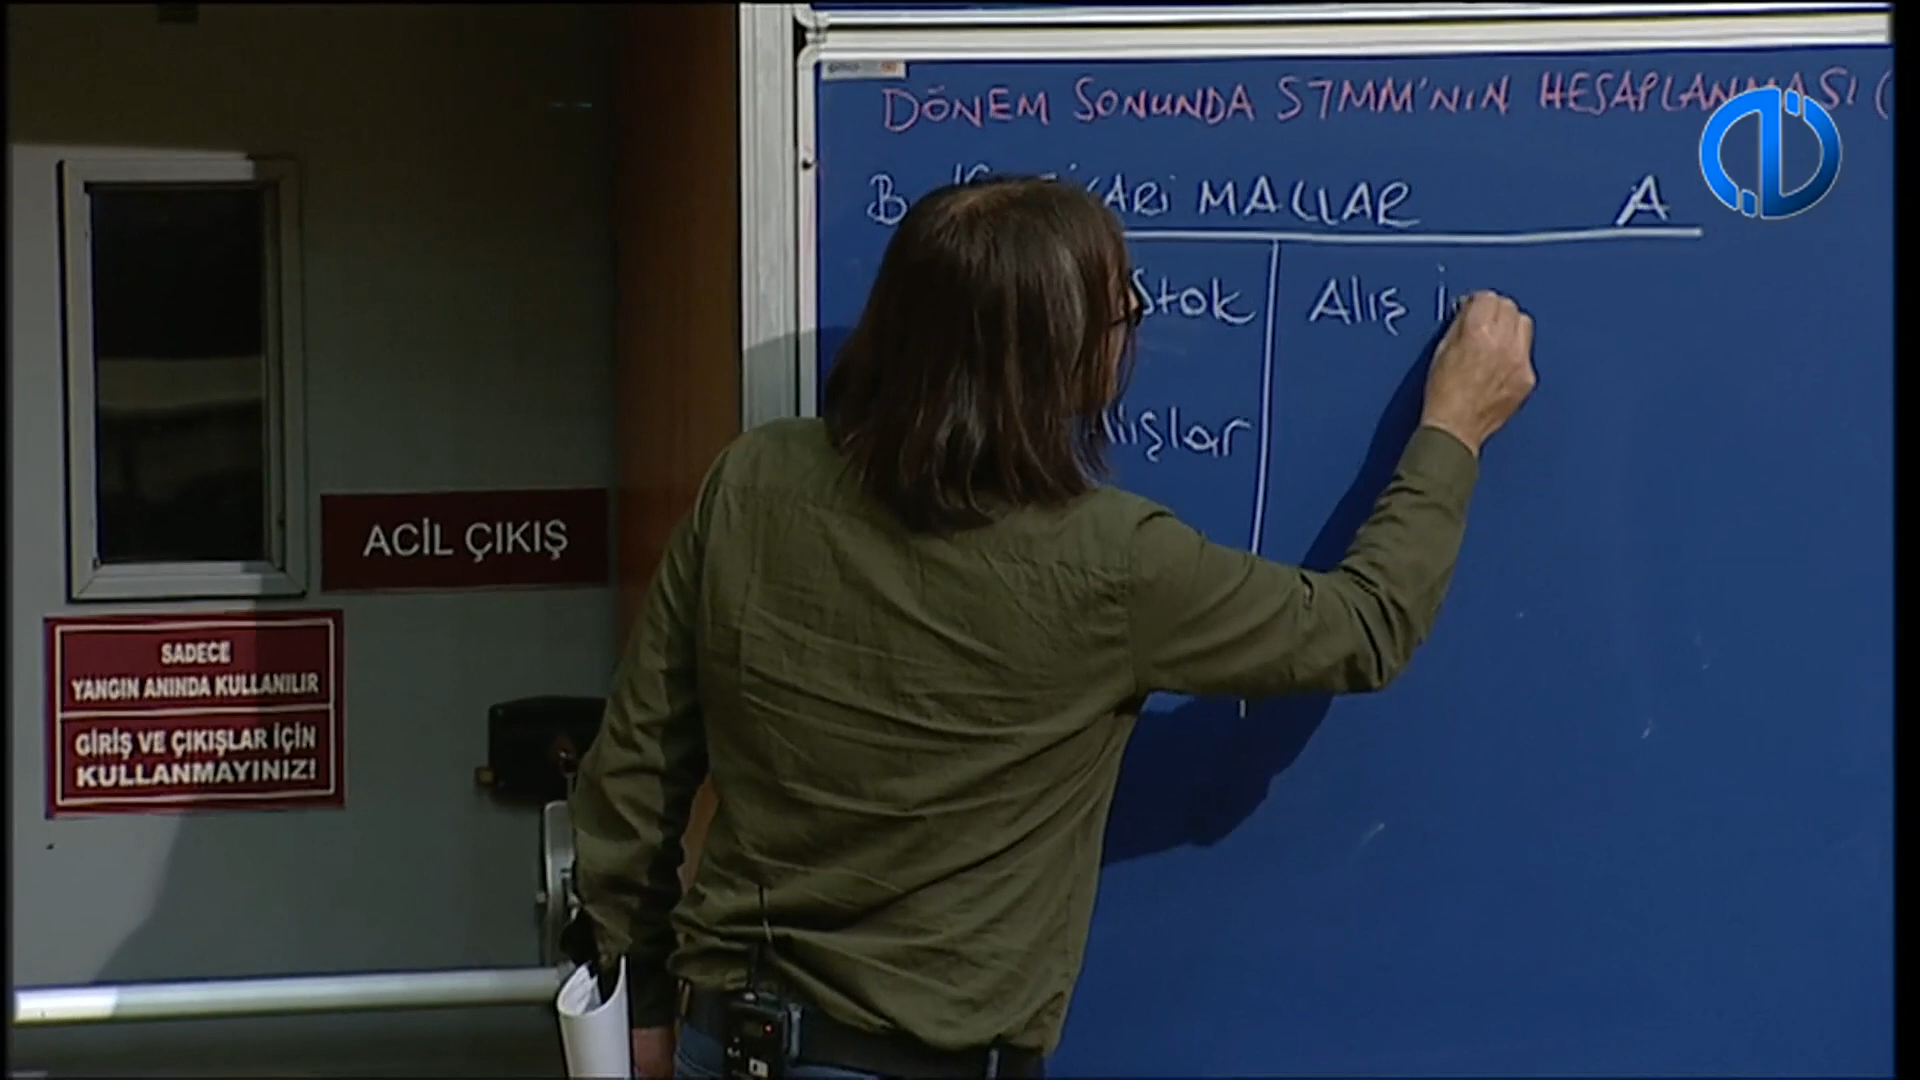 DÖNEM SONUNDA STMM'NIN HESAPLANMASI (
B MALLAR A
Stok Alış
ACİL ÇIKIŞ
SADECE
YANGIN ANINDA KULLANILIR
GİRİŞ VE ÇIKIŞLAR İÇİN
KULLANMAYINIZ!